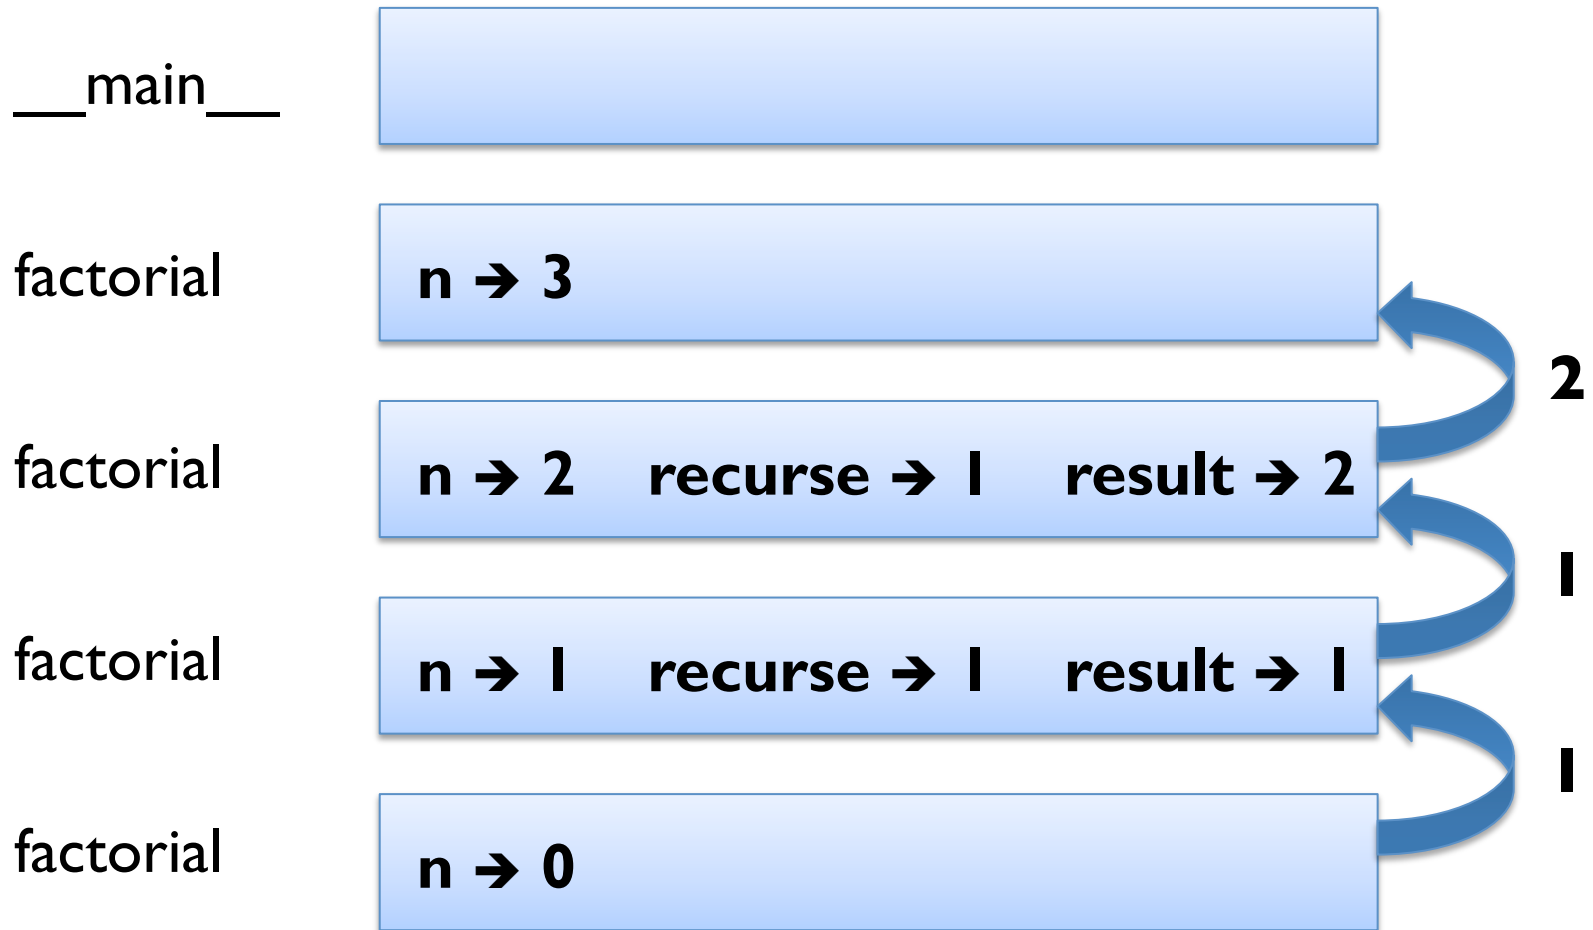 __main__
factorial n ➔ 3
2
factorial n ➔ 2 recurse ➔ 1 result ➔ 2
1
factorial n ➔ 1 recurse ➔ 1 result ➔ 1
1
factorial n ➔ 0